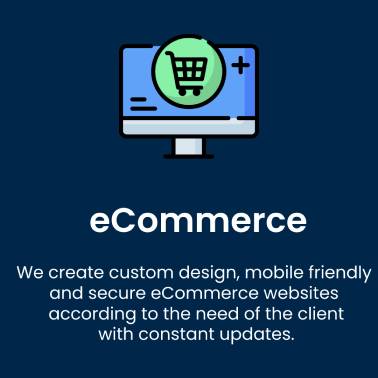 eCommerce
We create custom design, mobile friendly
and secure eCommerce websites
according to the need of the client
with constant updates.